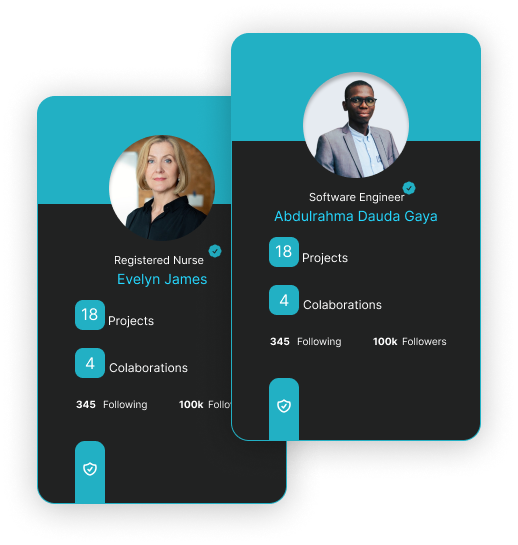 Software Engineer
Abdulrahma Dauda Gaya
18 Projects
4 Colaborations
345 Following 100k Followers
Registered Nurse
Evelyn James
18 Projects
4 Colaborations
345 Following 100k Follo